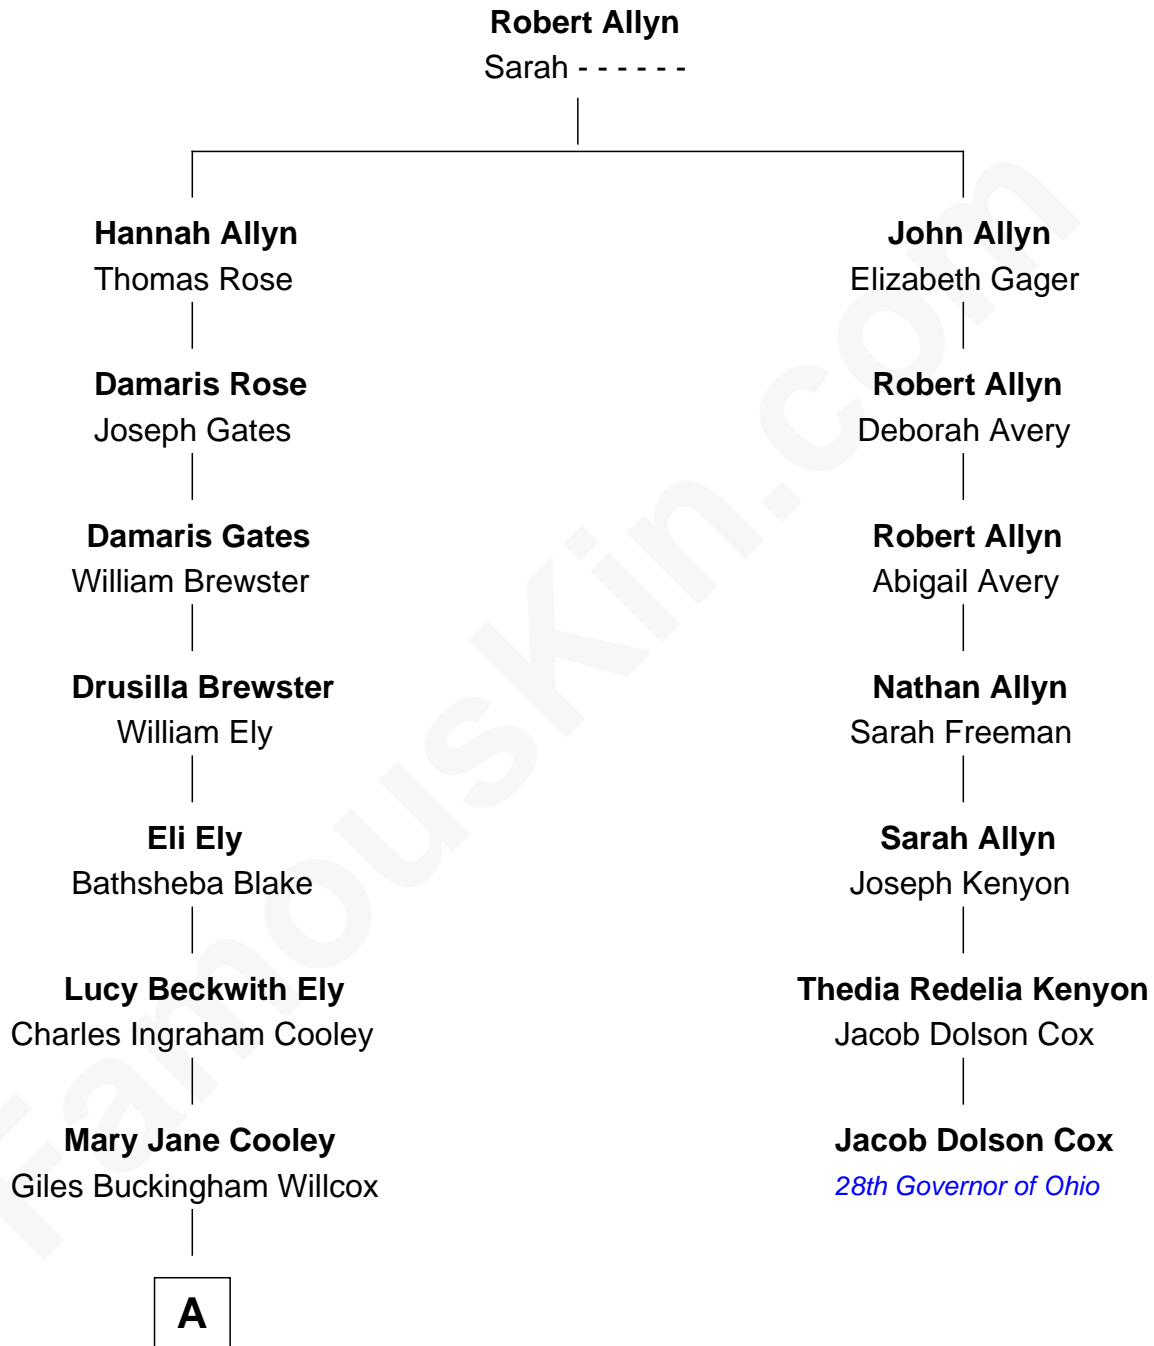 Robert Allyn
Sarah - - - - - -
Hannah Allyn
Thomas Rose
John Allyn
Elizabeth Gager
Damaris Rose
Joseph Gates
Robert Allyn
Deborah Avery
Damaris Gates
William Brewster
Robert Allyn
Abigail Avery
Drusilla Brewster
William Ely
Nathan Allyn
Sarah Freeman
Eli Ely
Bathsheba Blake
Sarah Allyn
Joseph Kenyon
Lucy Beckwith Ely
Charles Ingraham Cooley
Thedia Redelia Kenyon
Jacob Dolson Cox
Mary Jane Cooley
Giles Buckingham Willcox
Jacob Dolson Cox
28th Governor of Ohio
A
FamousKin.com